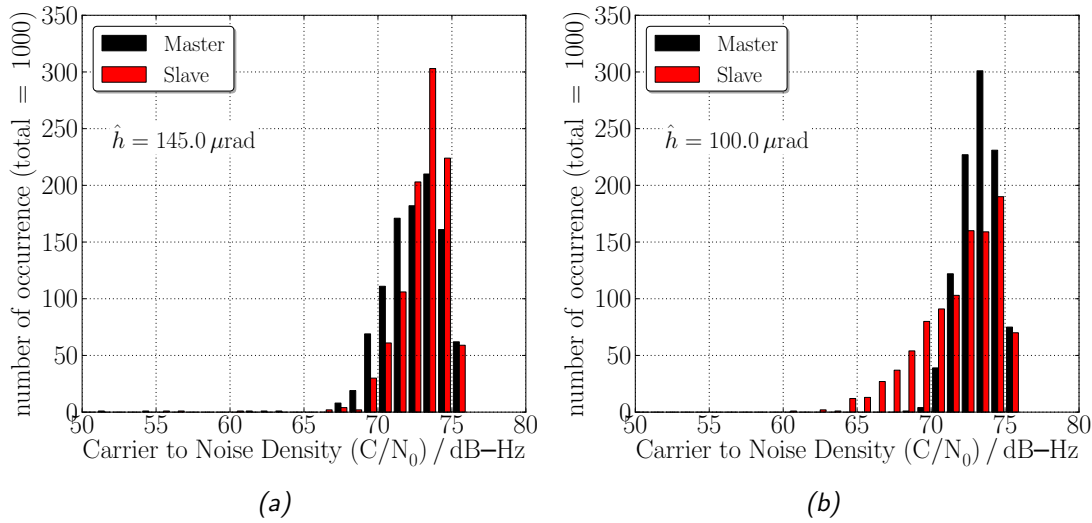 350
300
250
200
150
100
50
0
number of occurrence (total = 1000)
Master
Slave
ĥ = 145.0 μrad
50 55 60 65 70 75 80
Carrier to Noise Density (C/N₀) / dB−Hz
(a)
350
300
250
200
150
100
50
0
number of occurrence (total = 1000)
Master
Slave
ĥ = 100.0 μrad
50 55 60 65 70 75 80
Carrier to Noise Density (C/N₀) / dB−Hz
(b)